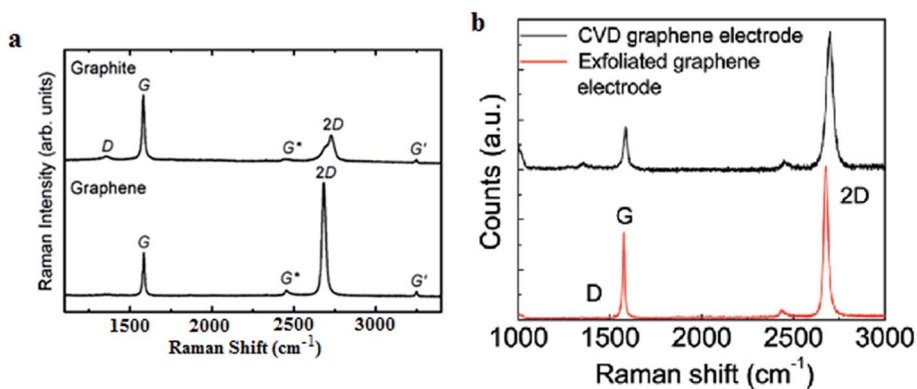 a
Graphite
G
D
G*
2D
G'
Graphene
G
G*
2D
G'
Raman Intensity (arb. units)
1500 2000 2500 3000
Raman Shift (cm-1)
b
CVD graphene electrode
Exfoliated graphene
electrode
Counts (a.u.)
D
G
2D
1000 1500 2000 2500 3000
Raman shift (cm-1)